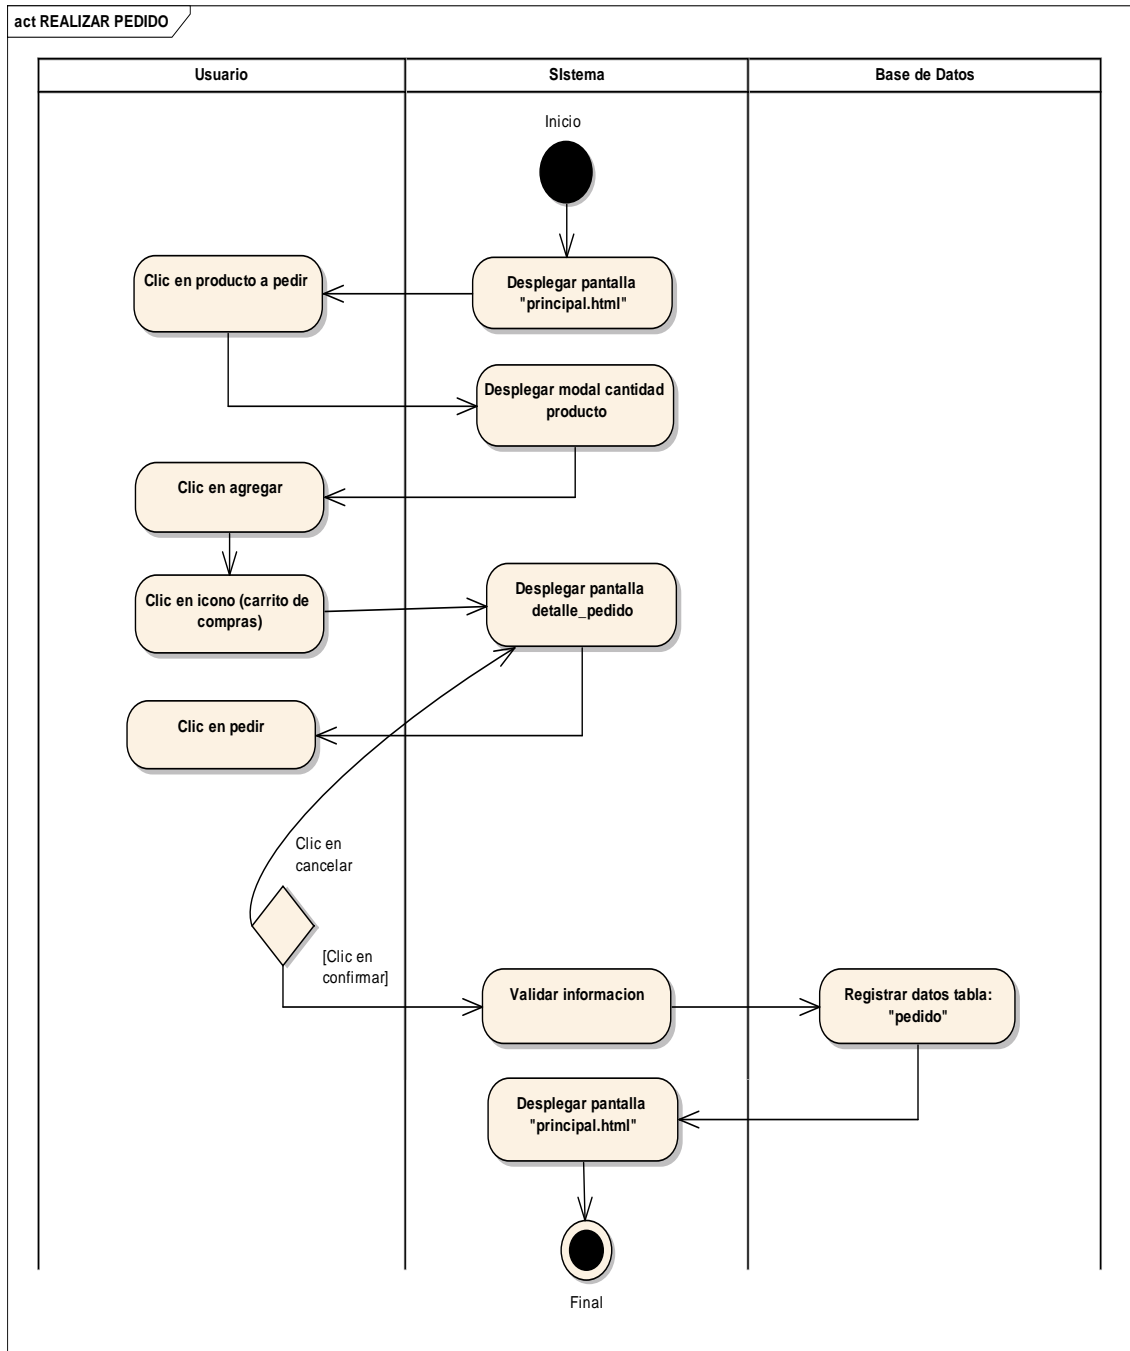 act REALIZAR PEDIDO
Usuario
SIstema
Base de Datos
Inicio
Clic en producto a pedir
Desplegar pantalla
"principal.html"
Desplegar modal cantidad
producto
Clic en agregar
Clic en icono (carrito de
compras)
Desplegar pantalla
detalle_pedido
Clic en pedir
Clic en
cancelar
[Clic en
confirmar]
Validar informacion
Registrar datos tabla:
"pedido"
Desplegar pantalla
"principal.html"
Final